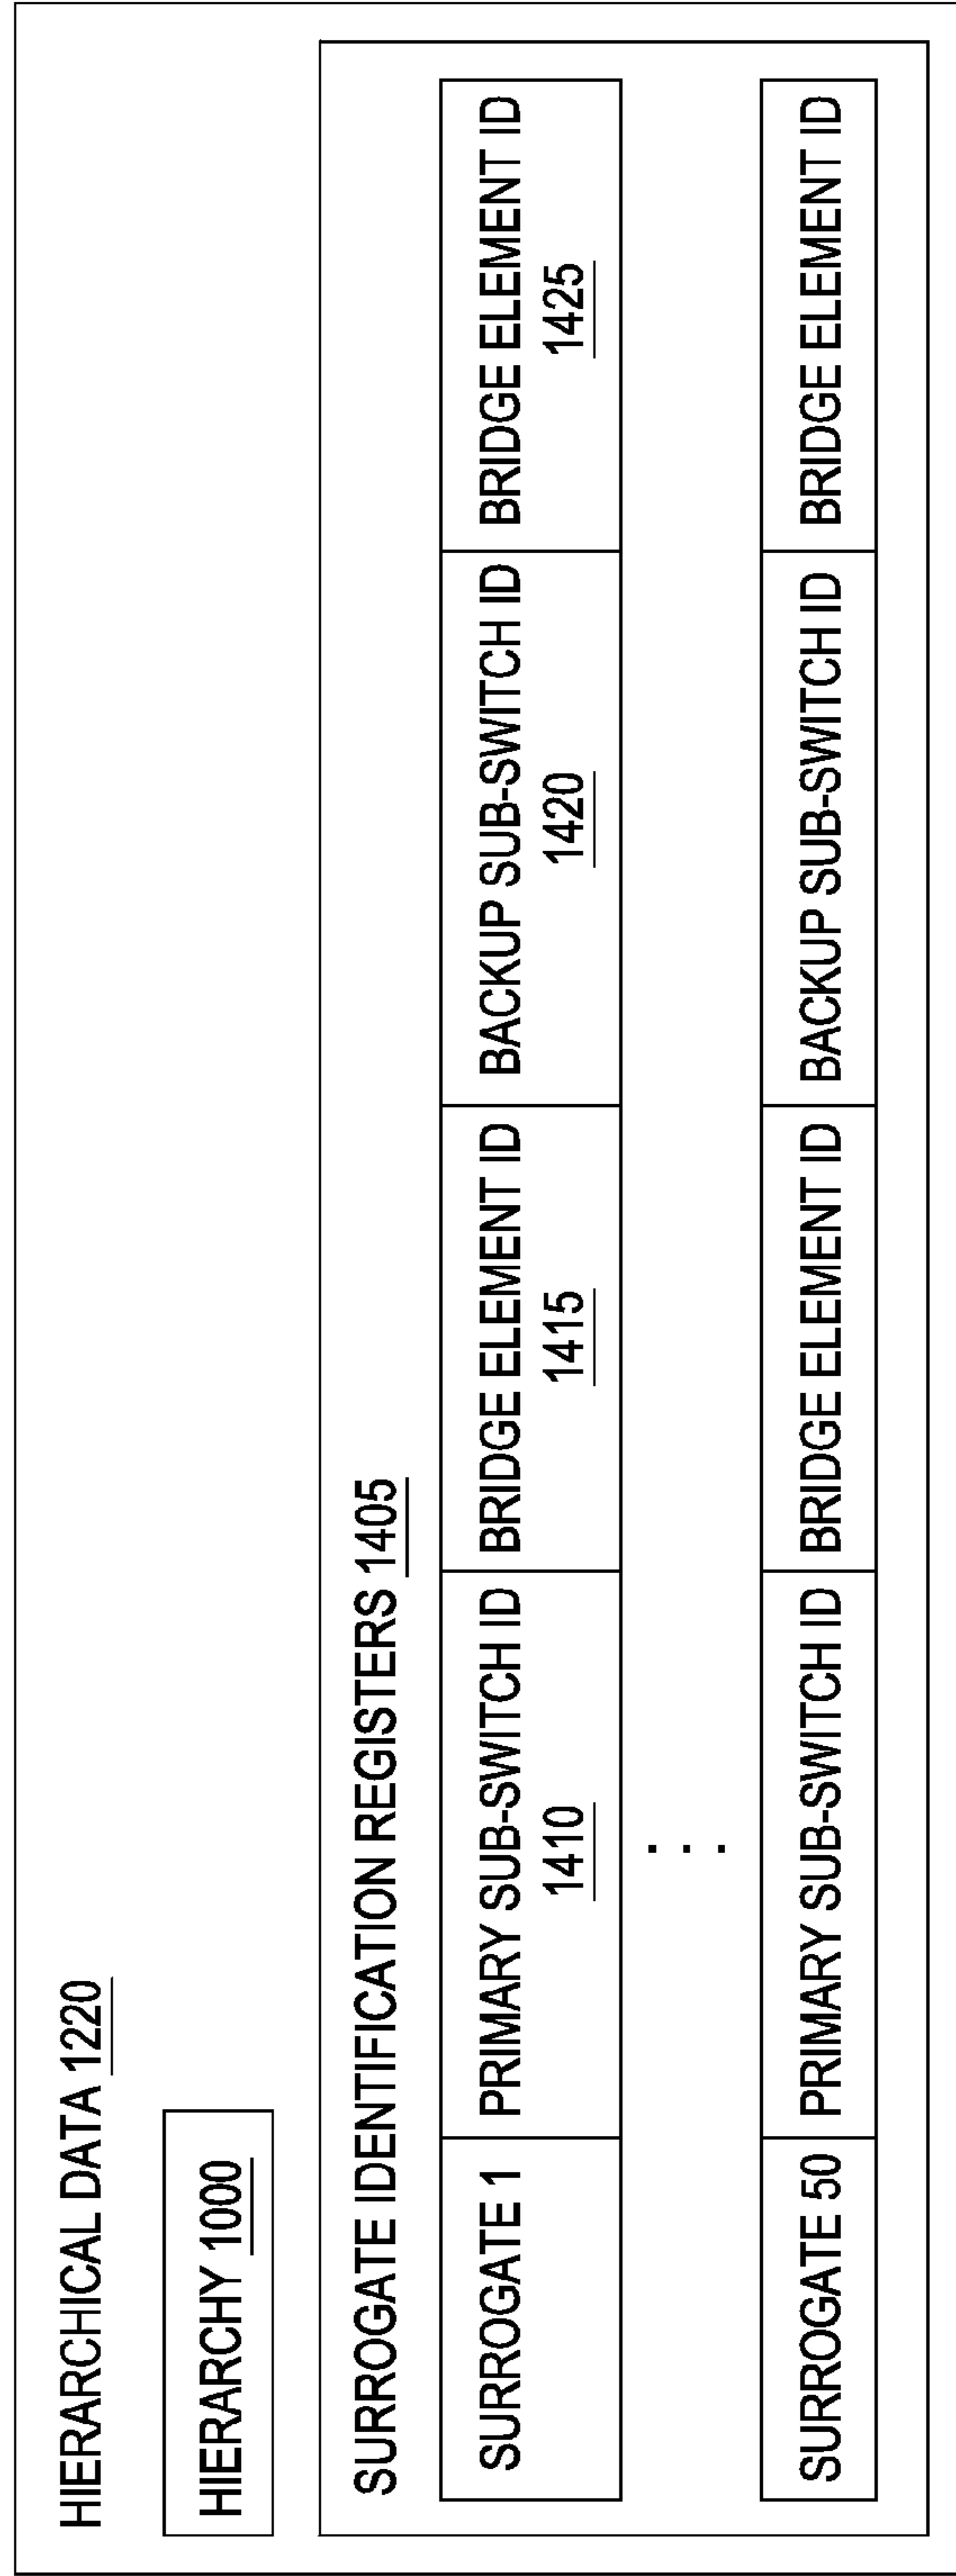 HIERARCHICAL DATA 1220
HIERARCHY 1000
SURROGATE IDENTIFICATION REGISTERS 1405
SURROGATE 1 PRIMARY SUB-SWITCH ID BRIDGE ELEMENT ID BACKUP SUB-SWITCH ID BRIDGE ELEMENT ID
1410 1415 1420 1425
. . .
SURROGATE 50 PRIMARY SUB-SWITCH ID BRIDGE ELEMENT ID BACKUP SUB-SWITCH ID BRIDGE ELEMENT ID